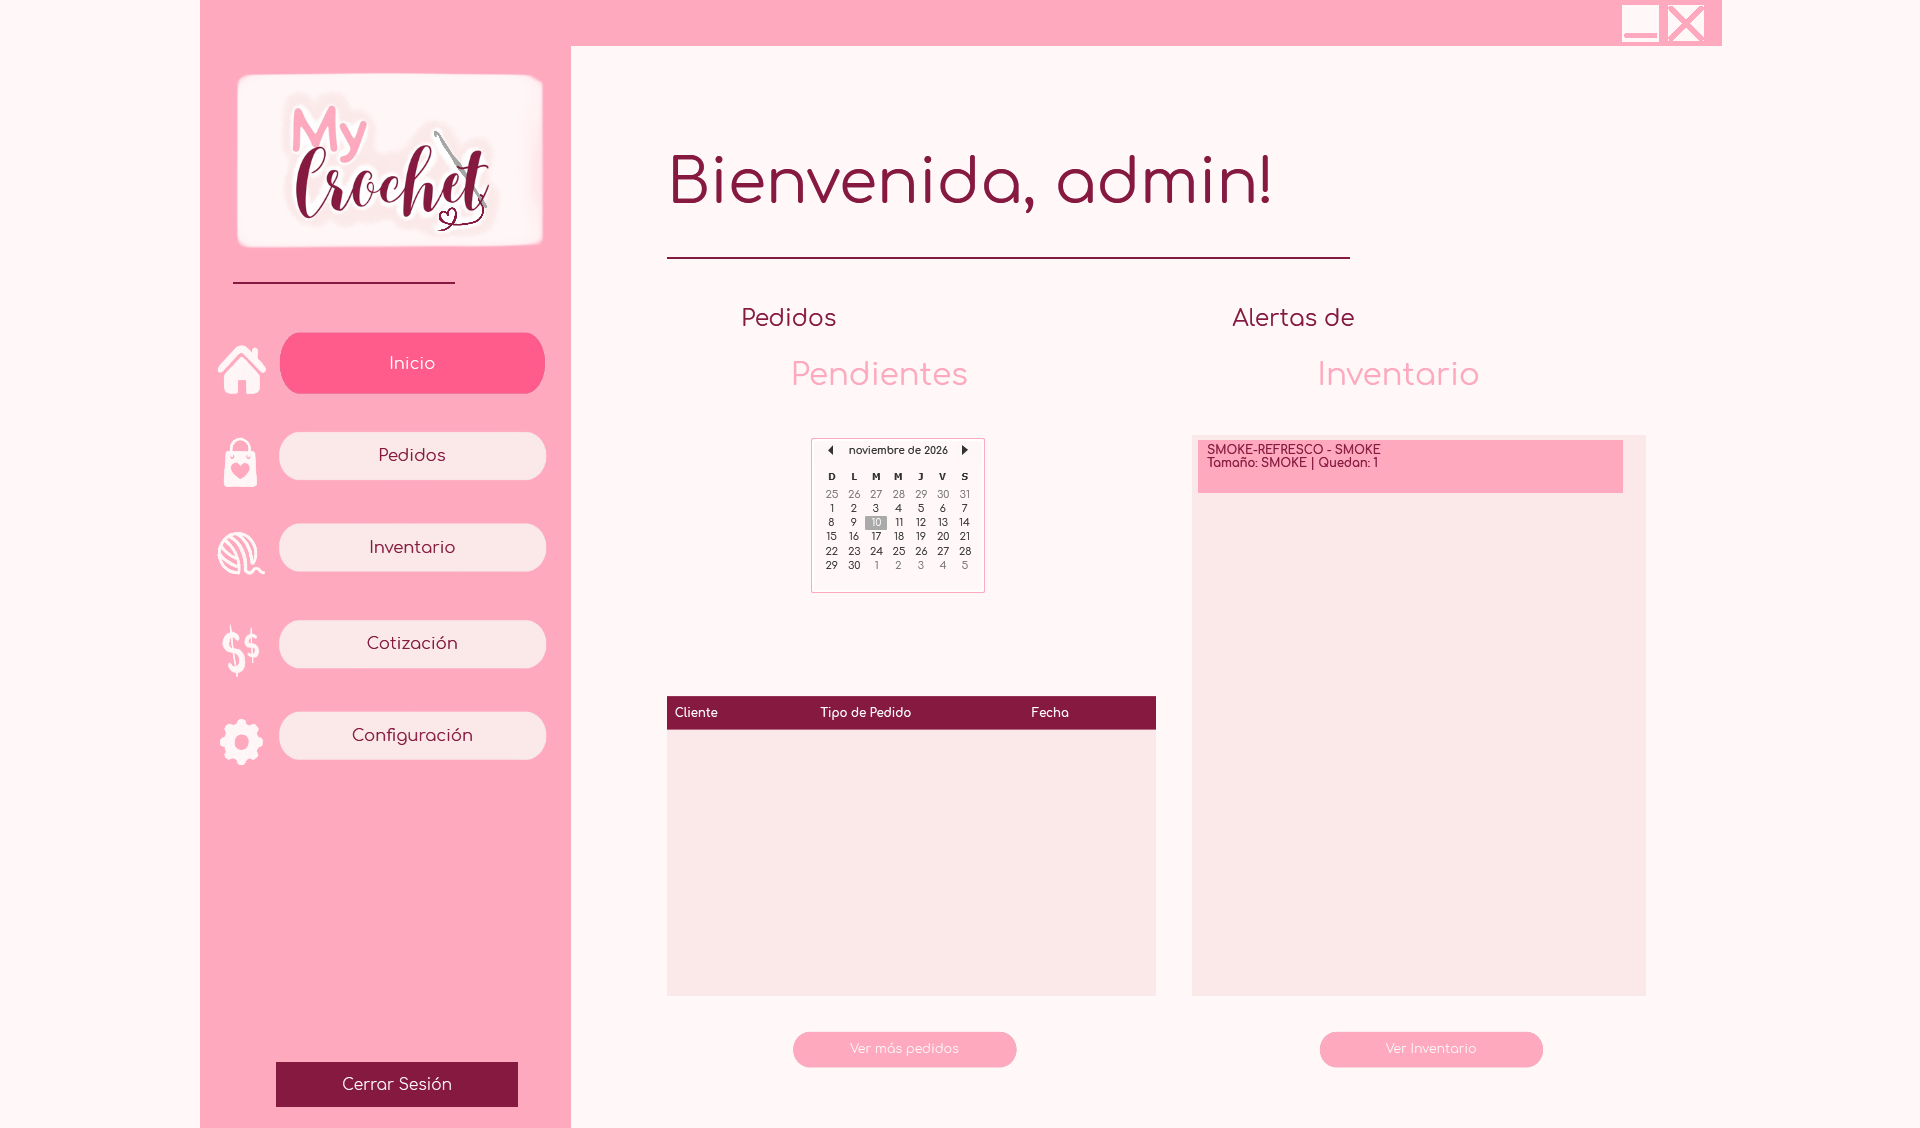 My
Crochet
Inicio
Pedidos
Inventario
Cotización
Configuración
Cerrar Sesión
Bienvenida, admin!
Pedidos
Pendientes
noviembre de 2026
D L M M J V S
25 26 27 28 29 30 31
1 2 3 4 5 6 7
8 9 10 11 12 13 14
15 16 17 18 19 20 21
22 23 24 25 26 27 28
29 30 1 2 3 4 5
Cliente Tipo de Pedido Fecha
Ver más pedidos
Alertas de
Inventario
SMOKE-REFRESCO - SMOKE
Tamaño: SMOKE | Quedan: 1
Ver Inventario